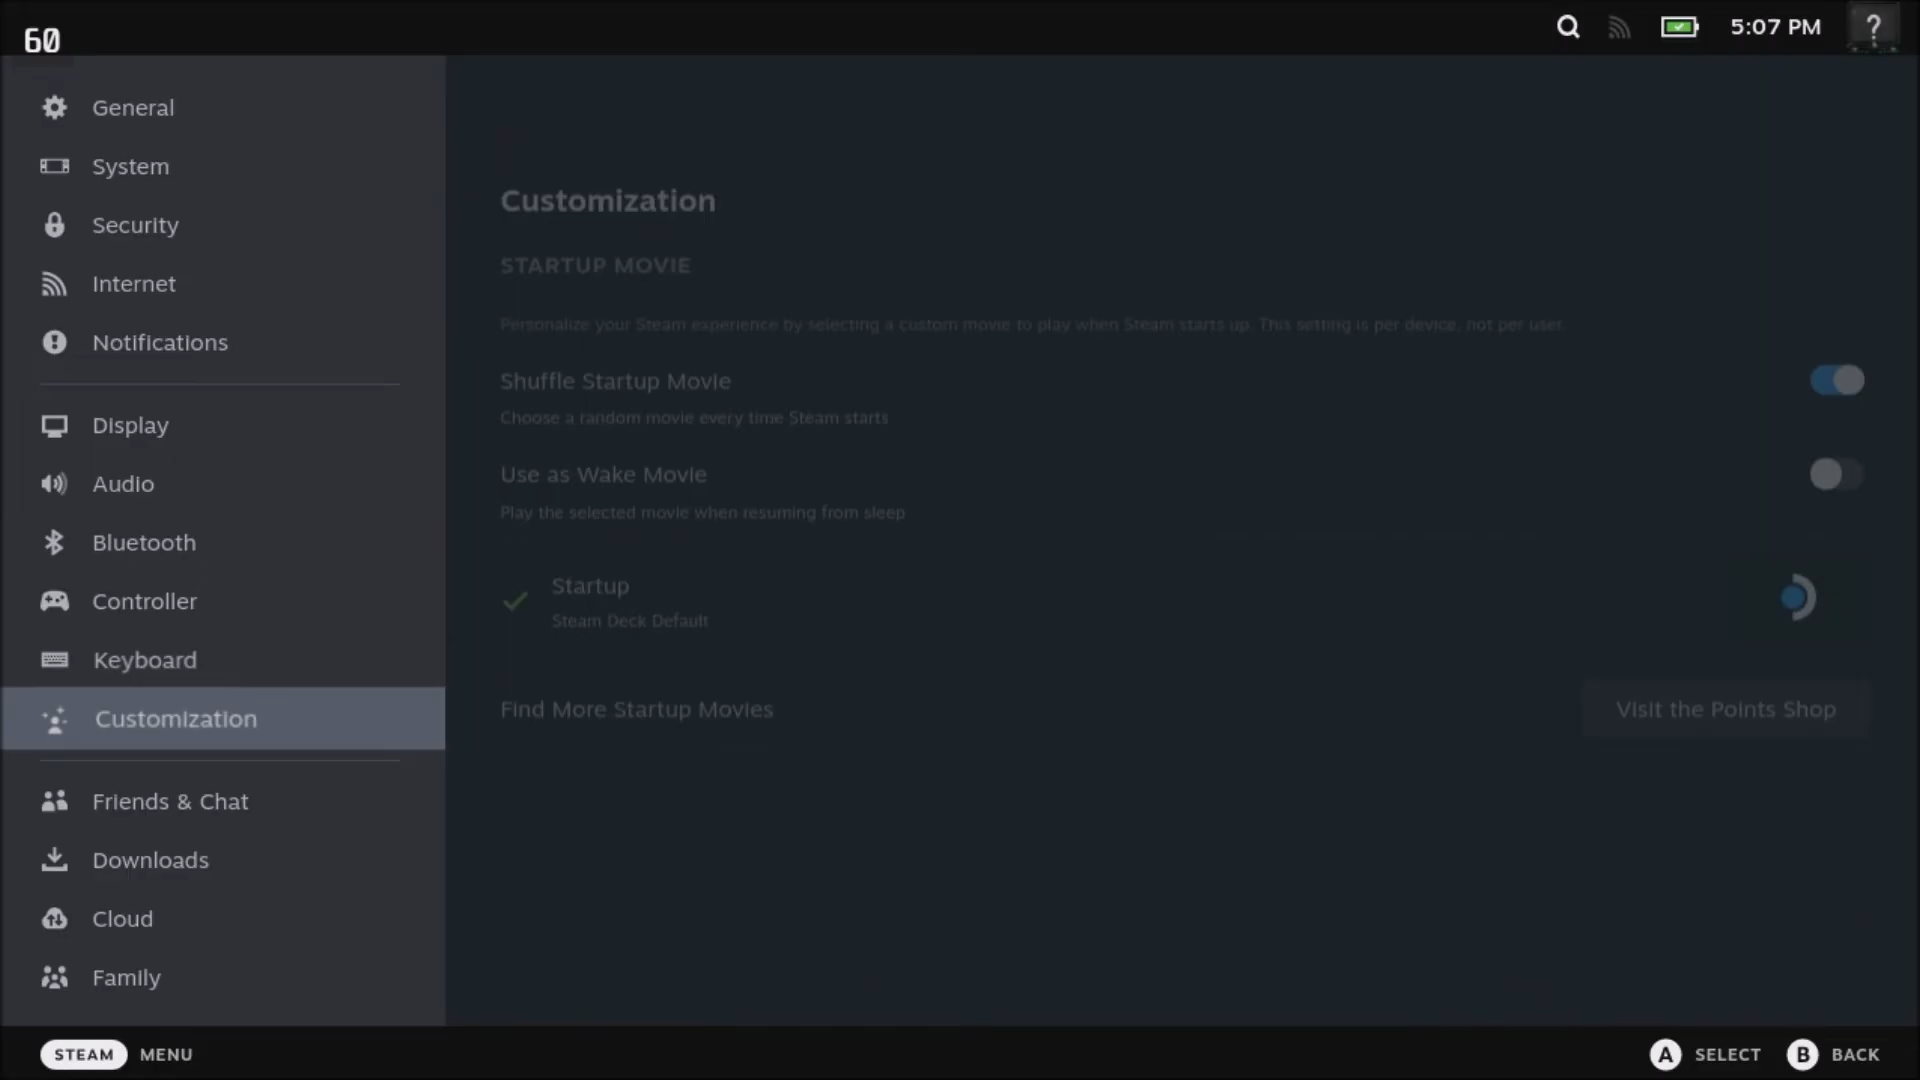 60
5:07 PM
?
General
System
Security
Internet
Notifications
Display
Audio
Bluetooth
Controller
Keyboard
Customization
Friends & Chat
Downloads
Cloud
Family
Customization
STARTUP MOVIE
Personalize your Steam experience by selecting a custom movie to play when Steam starts up. This setting is per device, not per user.
Shuffle Startup Movie
Choose a random movie every time Steam starts
Use as Wake Movie
Play the selected movie when resuming from sleep
Startup
Steam Deck Default
Find More Startup Movies
Visit the Points Shop
STEAM MENU
A SELECT B BACK